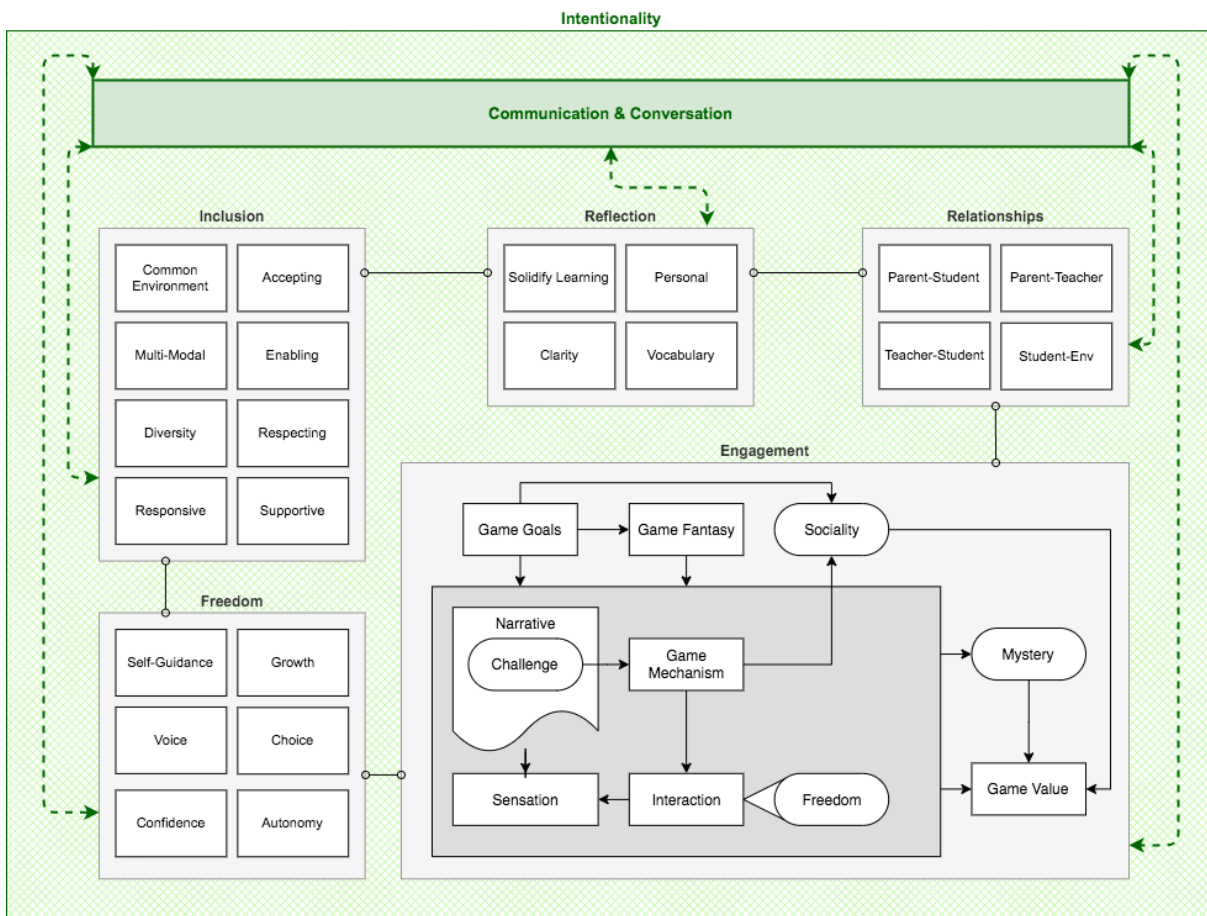 Intentionality
Communication & Conversation
Inclusion
Common
Environment
Accepting
Multi-Modal
Enabling
Diversity
Respecting
Responsive
Supportive
Reflection
Solidify Learning
Personal
Clarity
Vocabulary
Relationships
Parent-Student
Parent-Teacher
Teacher-Student
Student-Env
Freedom
Self-Guidance
Growth
Voice
Choice
Confidence
Autonomy
Engagement
Game Goals
Game Fantasy
Sociality
Narrative
Challenge
Game
Mechanism
Mystery
Sensation
Interaction
Freedom
Game Value